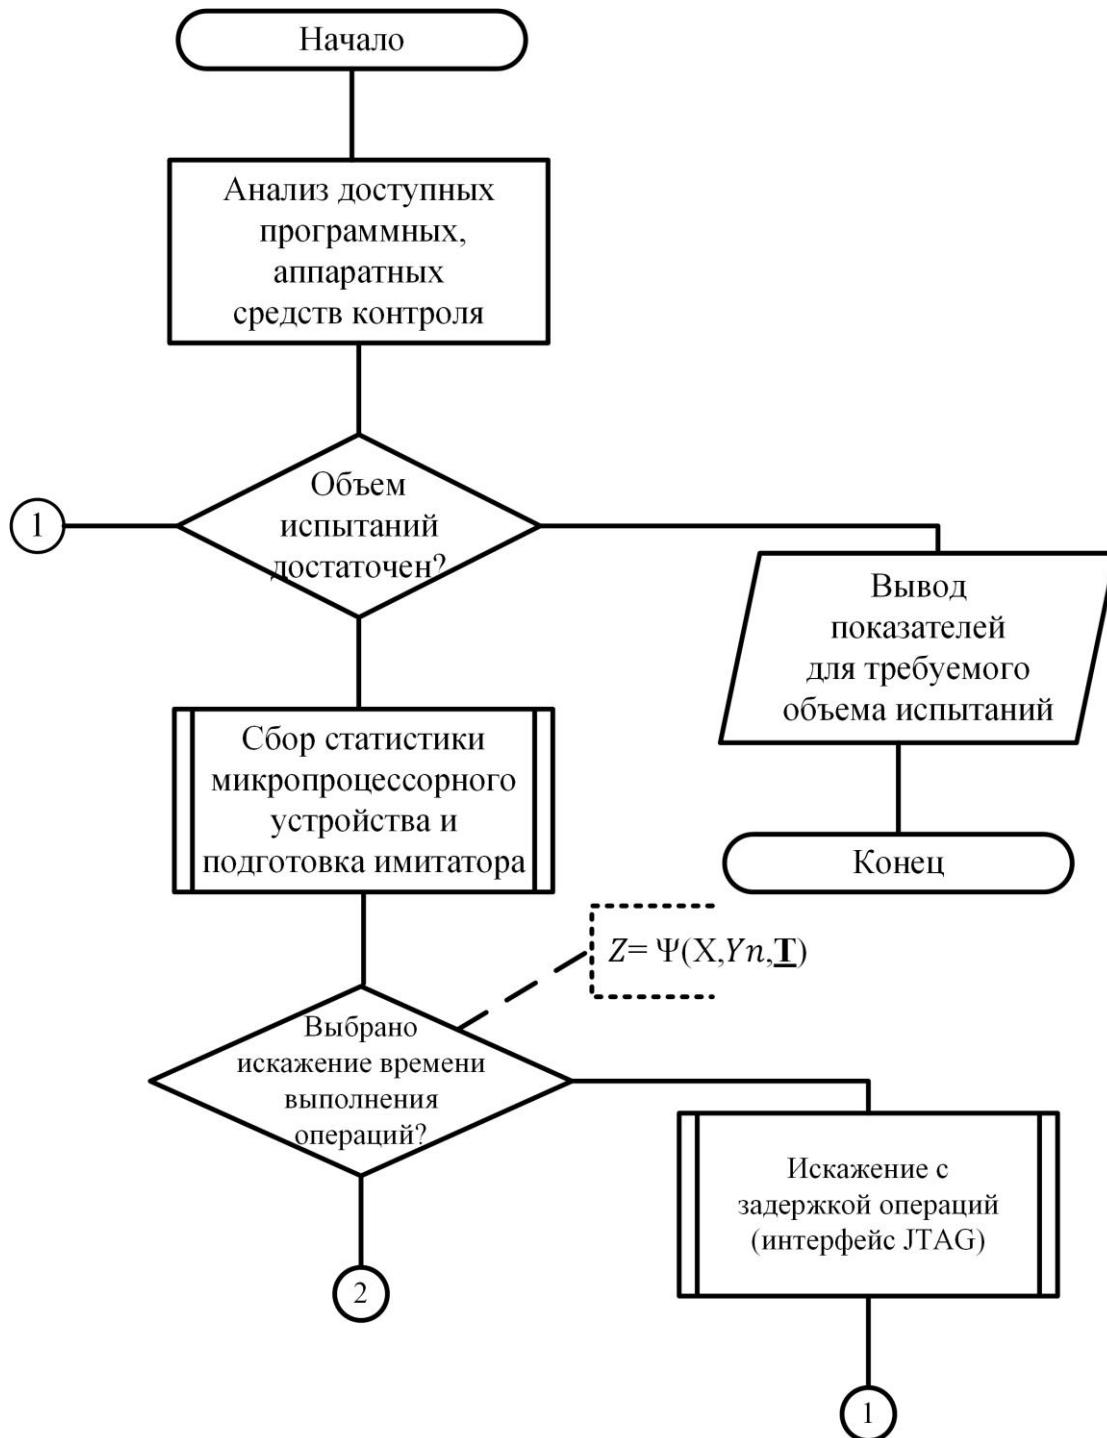 Начало
Анализ доступных
программных,
аппаратных
средств контроля
1
Объем
испытаний
достаточен?
Вывод
показателей
для требуемого
объема испытаний
Сбор статистики
микропроцессорного
устройства и
подготовка имитатора
Конец
Z= Ψ(X,Yn,T)
Выбрано
искажение времени
выполнения
операций?
Искажение с
задержкой операций
(интерфейс JTAG)
2
1